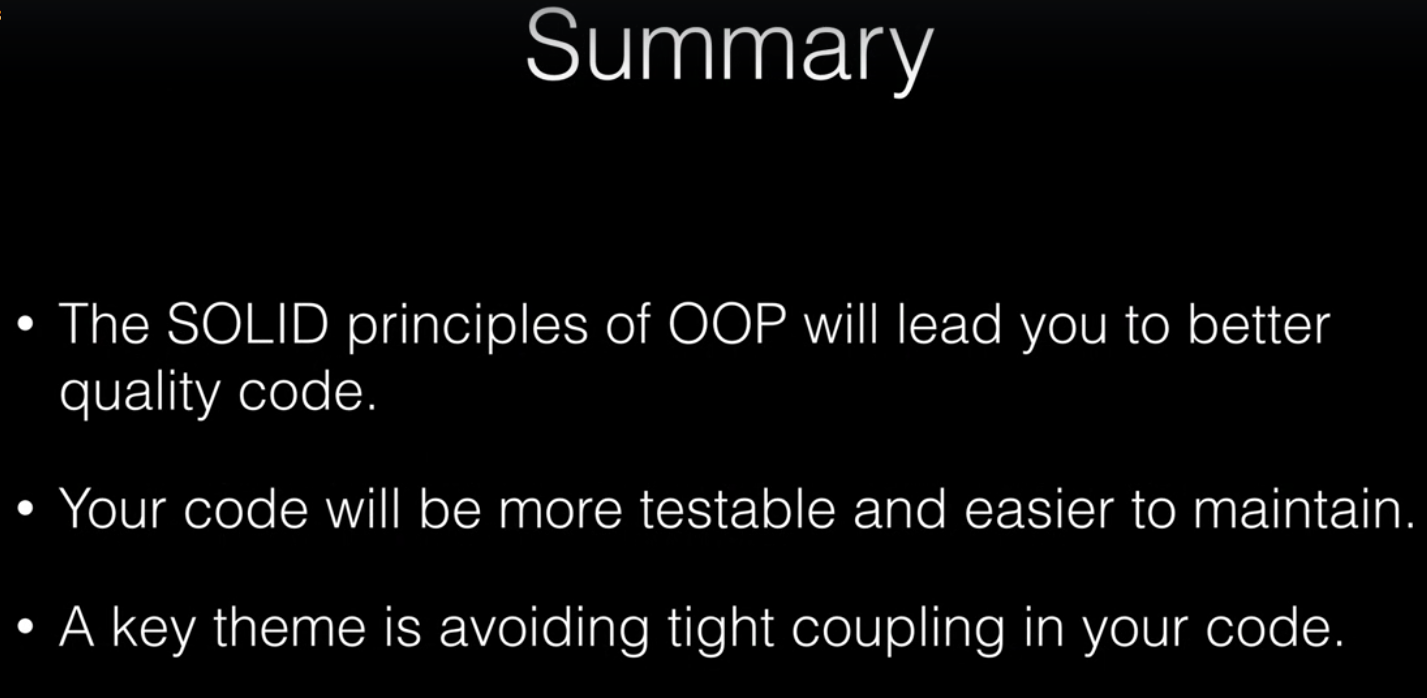 Summary
• The SOLID principles of OOP will lead you to better
quality code.
• Your code will be more testable and easier to maintain.
• A key theme is avoiding tight coupling in your code.